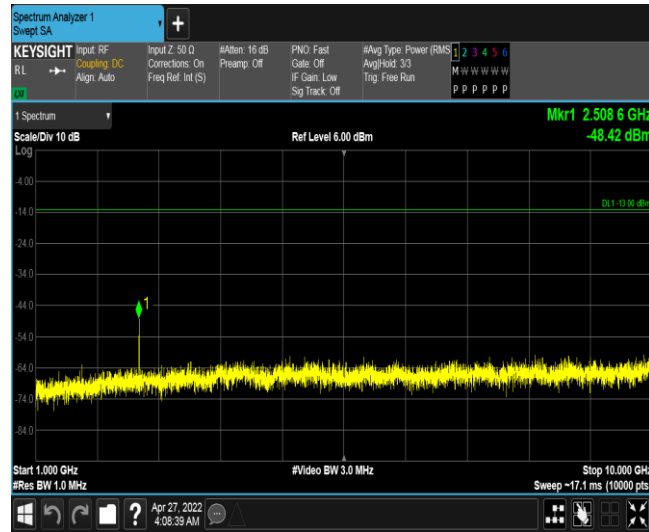 Spectrum Analyzer 1
Swept SA
KEYSIGHT
RL
Input: RF
Coupling: DC
Align: Auto
Input Z: 50 Ω
Corrections: On
Freq Ref: Int (S)
#Atten: 16 dB
Preamp: Off
PNO: Fast
Gate: Off
IF Gain: Low
Sig Track: Off
#Avg Type: Power (RMS
Avg|Hold: 3/3
Trig: Free Run
1 2 3 4 5 6
M W W W W W
P P P P P P
1 Spectrum
Scale/Div 10 dB
Ref Level 6.00 dBm
Mkr1 2.508 6 GHz
-48.42 dBm
Log
-4.00
-14.0
-24.0
-34.0
-44.0
-54.0
-64.0
-74.0
-84.0
DL1 -13.00 dBm
1
Start 1.000 GHz
#Res BW 1.0 MHz
#Video BW 3.0 MHz
Stop 10.000 GHz
Sweep ~17.1 ms (10000 pts
?
Apr 27, 2022
4:08:39 AM